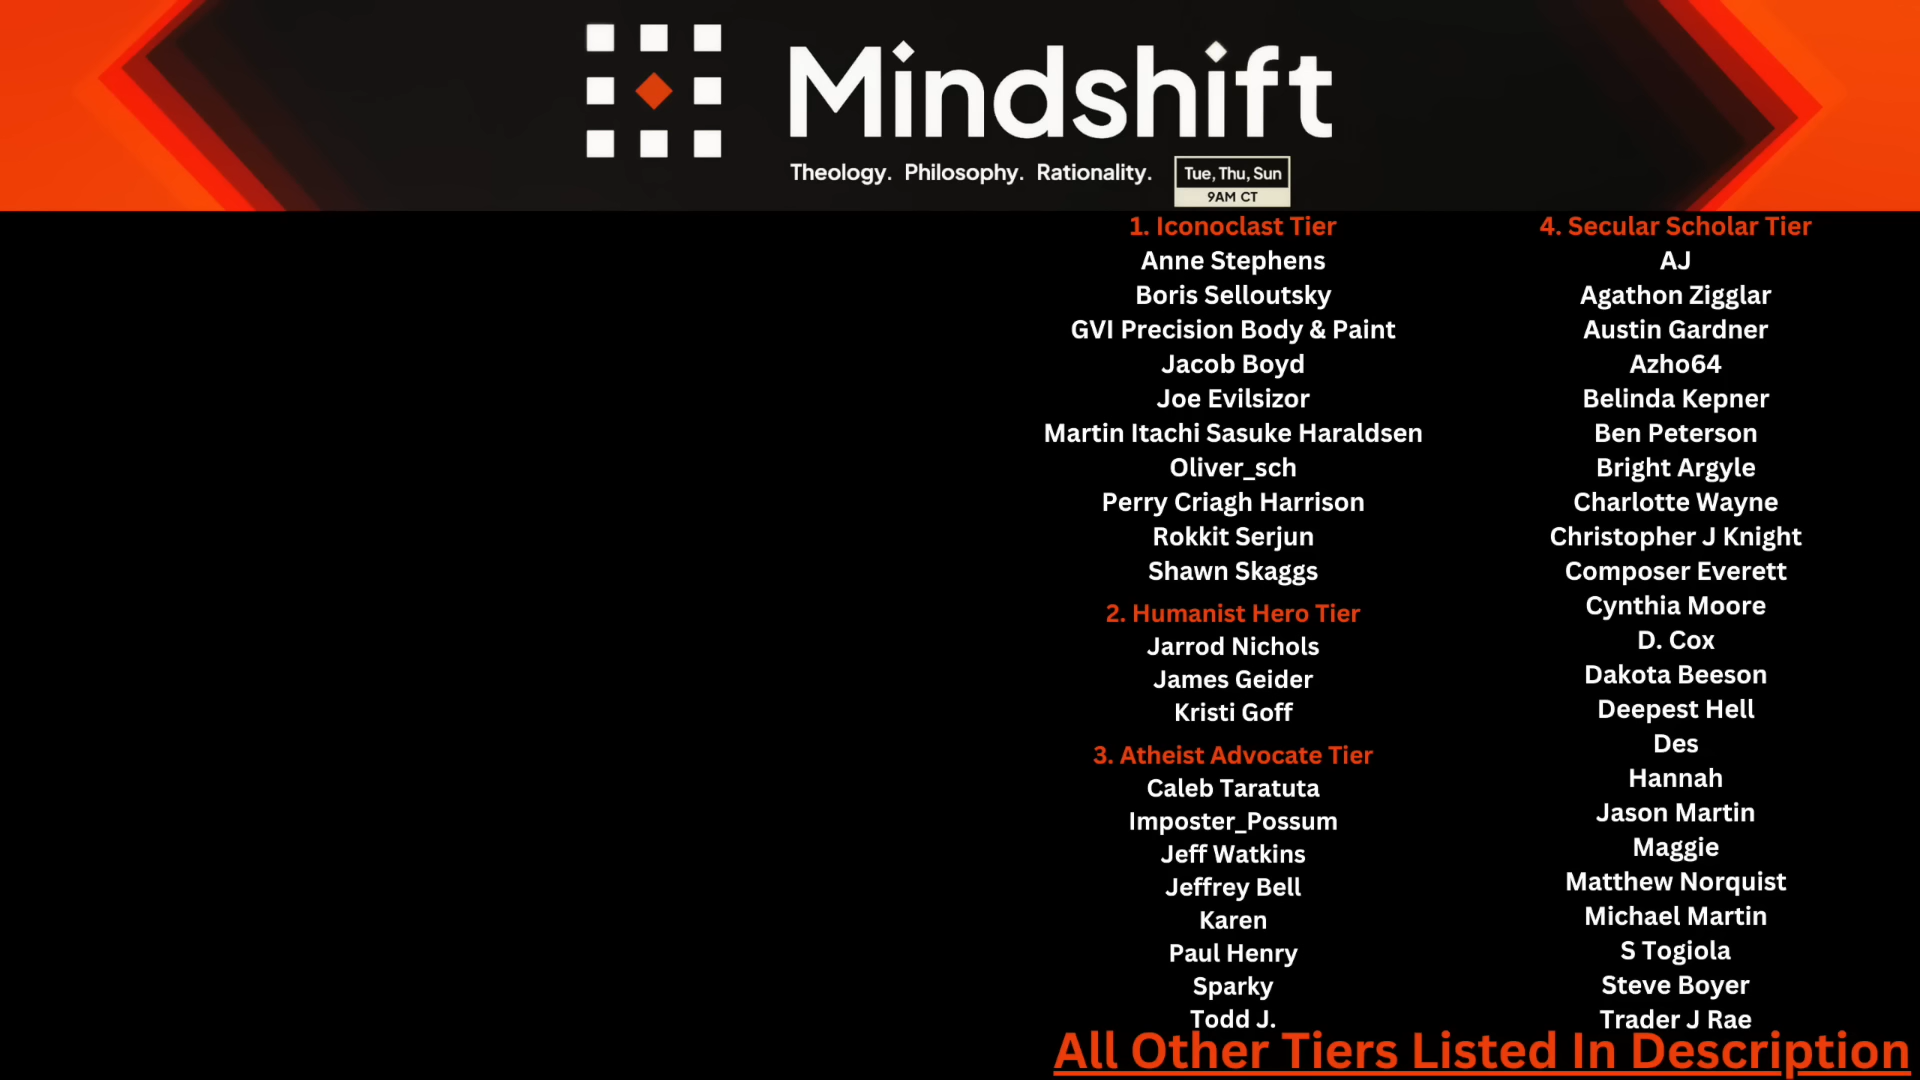 Mindshift
Theology. Philosophy. Rationality.
Tue, Thu, Sun
9AM CT
1. Iconoclast Tier
Anne Stephens
Boris Selloutsky
GVI Precision Body & Paint
Jacob Boyd
Joe Evilsizor
Martin Itachi Sasuke Haraldsen
Oliver_sch
Perry Criagh Harrison
Rokkit Serjun
Shawn Skaggs
2. Humanist Hero Tier
Jarrod Nichols
James Geider
Kristi Goff
3. Atheist Advocate Tier
Caleb Taratuta
Imposter_Possum
Jeff Watkins
Jeffrey Bell
Karen
Paul Henry
Sparky
Todd J.
4. Secular Scholar Tier
AJ
Agathon Zigglar
Austin Gardner
Azho64
Belinda Kepner
Ben Peterson
Bright Argyle
Charlotte Wayne
Christopher J Knight
Composer Everett
Cynthia Moore
D. Cox
Dakota Beeson
Deepest Hell
Des
Hannah
Jason Martin
Maggie
Matthew Norquist
Michael Martin
S Togiola
Steve Boyer
Trader J Rae
All Other Tiers Listed In Description